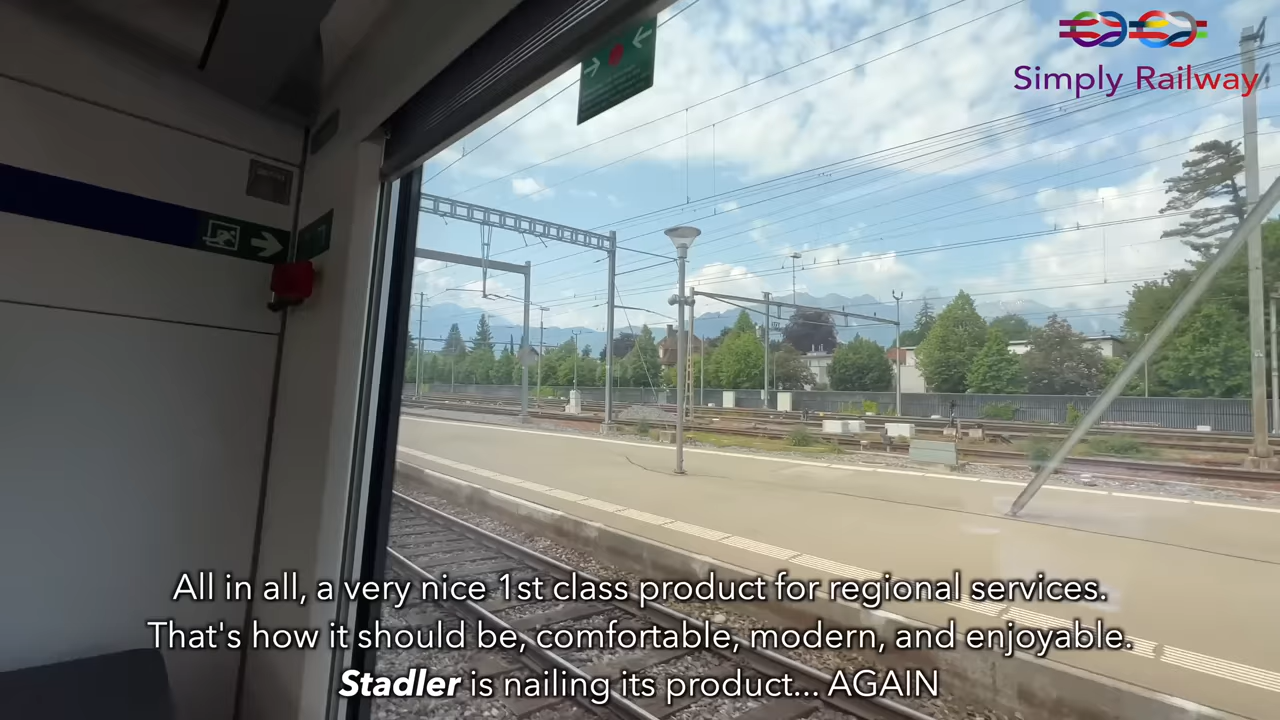 Simply Railway
All in all, a very nice 1st class product for regional services.
That's how it should be, comfortable, modern, and enjoyable.
Stadler is nailing its product... AGAIN